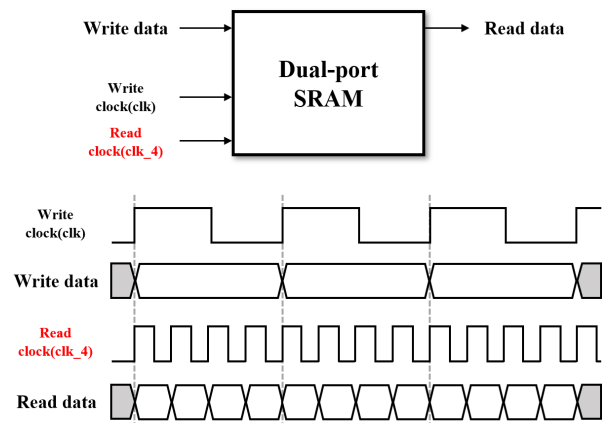 Write data
Read data
Dual-port
SRAM
Write
clock(clk)
Read
clock(clk_4)
Write
clock(clk)
Write data
Read
clock(clk_4)
Read data